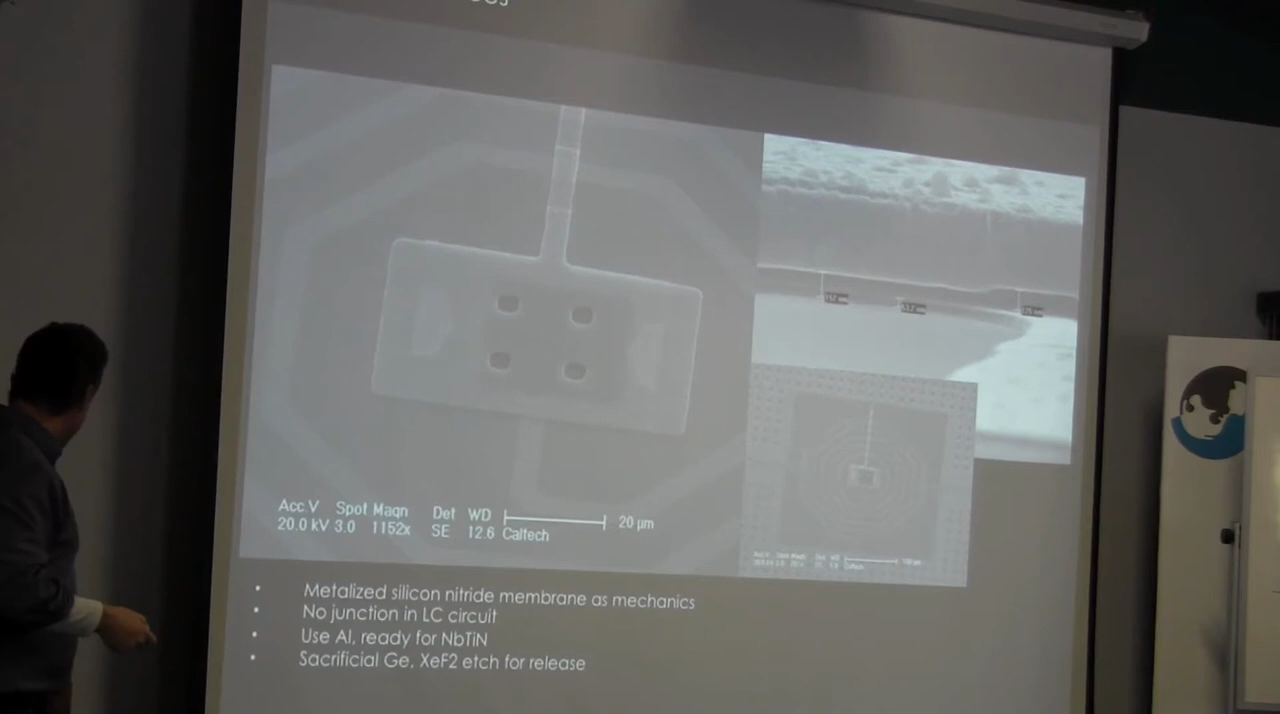 Acc.V Spot Magn Det WD
20.0 kV 3.0 1152x SE 12.6 Caltech
20 µm
• Metalized silicon nitride membrane as mechanics
• No junction in LC circuit
• Use Al, ready for NbTiN
• Sacrificial Ge, XeF2 etch for release